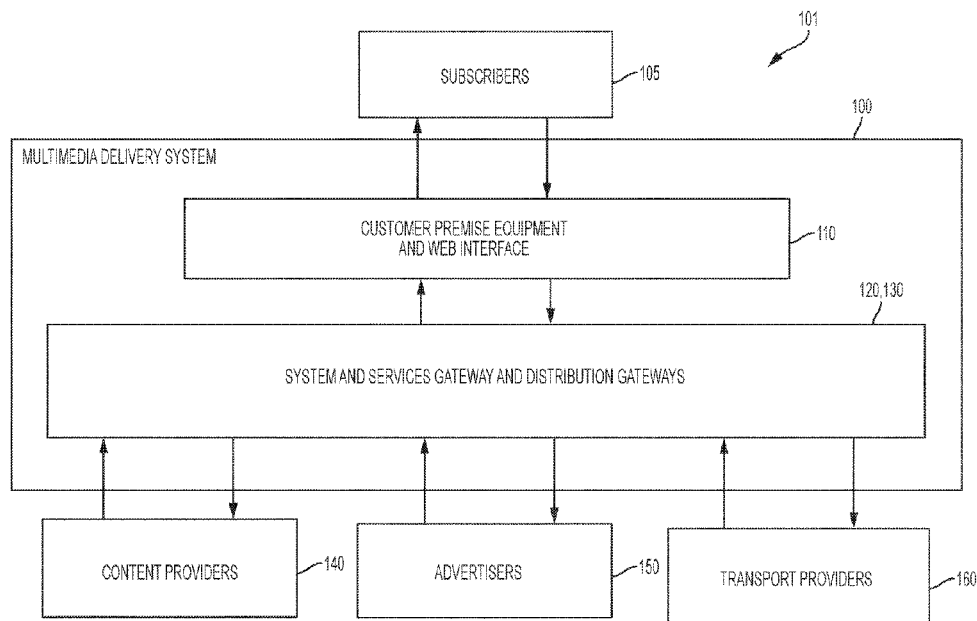 101
SUBSCRIBERS
105
100
MULTIMEDIA DELIVERY SYSTEM
CUSTOMER PREMISE EQUIPMENT
AND WEB INTERFACE
110
120,130
SYSTEM AND SERVICES GATEWAY AND DISTRIBUTION GATEWAYS
CONTENT PROVIDERS
140
ADVERTISERS
150
TRANSPORT PROVIDERS
160